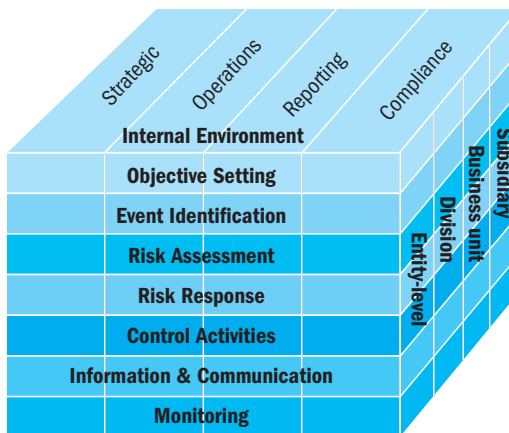 Strategic
Operations
Reporting
Compliance
Internal Environment
Objective Setting
Event Identification
Risk Assessment
Risk Response
Control Activities
Information & Communication
Monitoring
Entity-level
Division
Business unit
Subsidiary